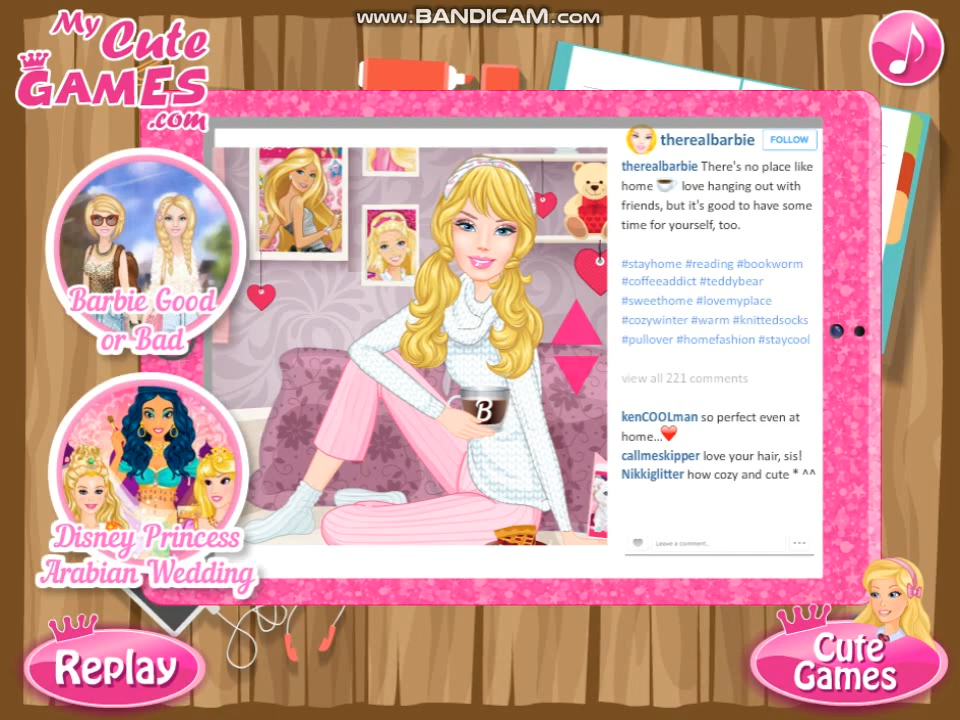 www.BANDICAM.com
My
Cute
GAMES
.com
therealbarbie
FOLLOW
therealbarbie There's no place like
home love hanging out with
friends, but it's good to have some
time for yourself, too.
#stayhome #reading #bookworm
#coffeeaddict #teddybear
#sweethome #lovemyplace
#cozywinter #warm #knittedsocks
#pullover #homefashion #staycool
view all 221 comments
kenCOOLman so perfect even at
home...
callmeskipper love your hair, sis!
Nikkiglitter how cozy and cute * ^^
Leave a comment...
B
Barbie Good
or Bad
Disney Princess
Arabian Wedding
Replay
Cute
Games